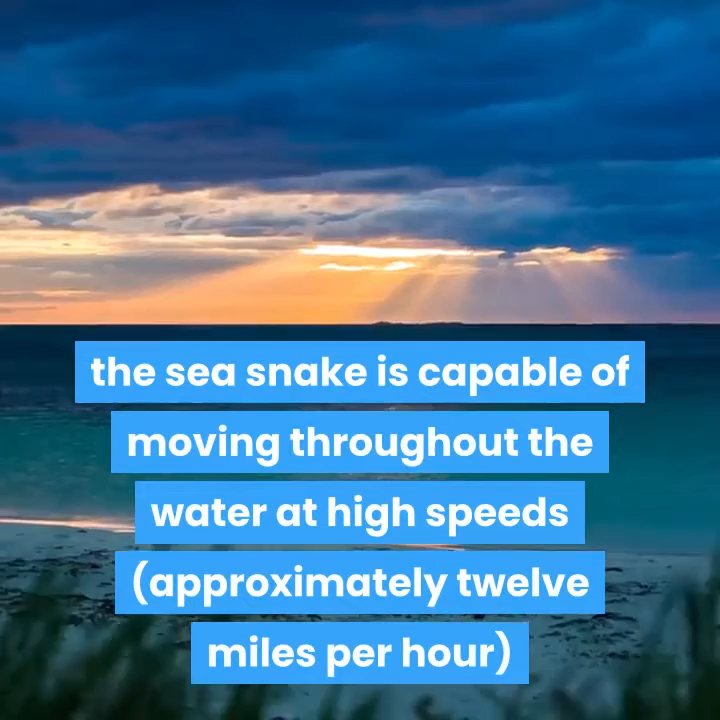 the sea snake is capable of
moving throughout the
water at high speeds
(approximately twelve
miles per hour)